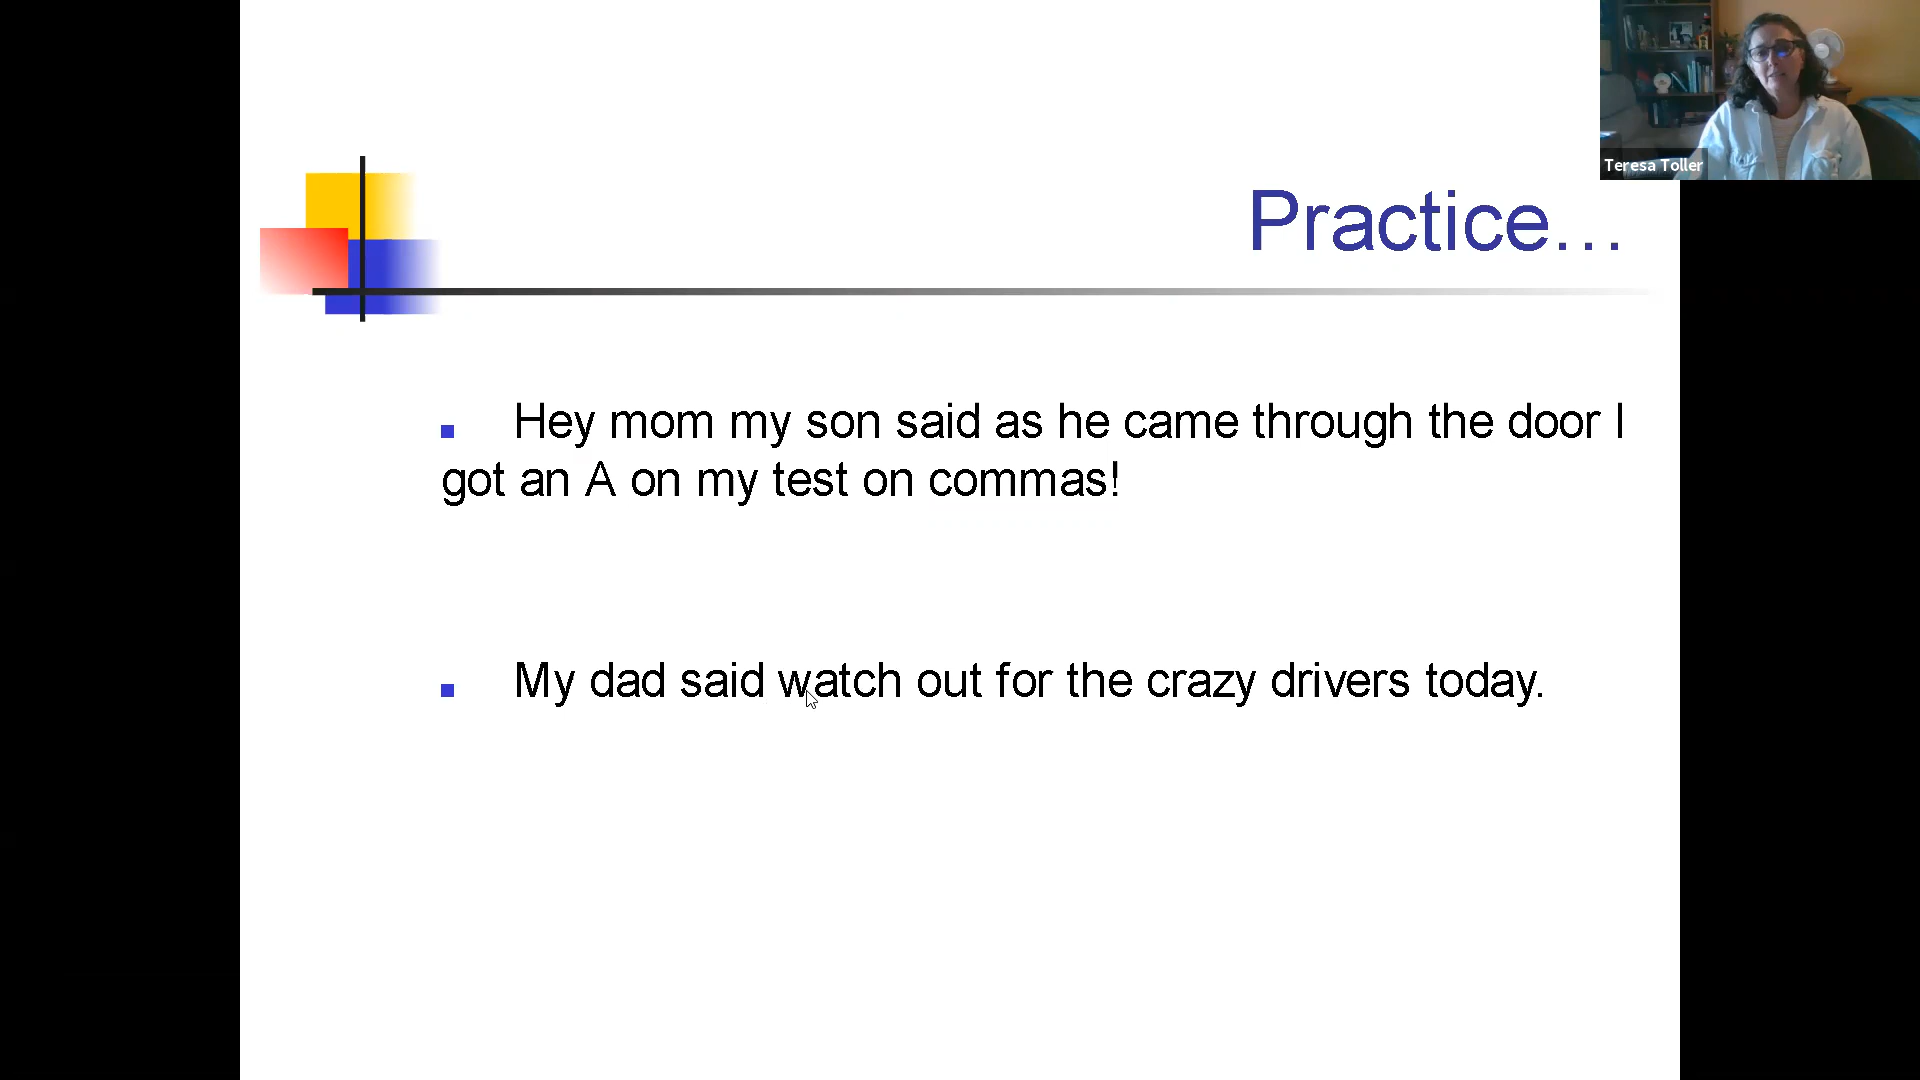 Teresa Toller
Practice…
Hey mom my son said as he came through the door I
got an A on my test on commas!
My dad said watch out for the crazy drivers today.